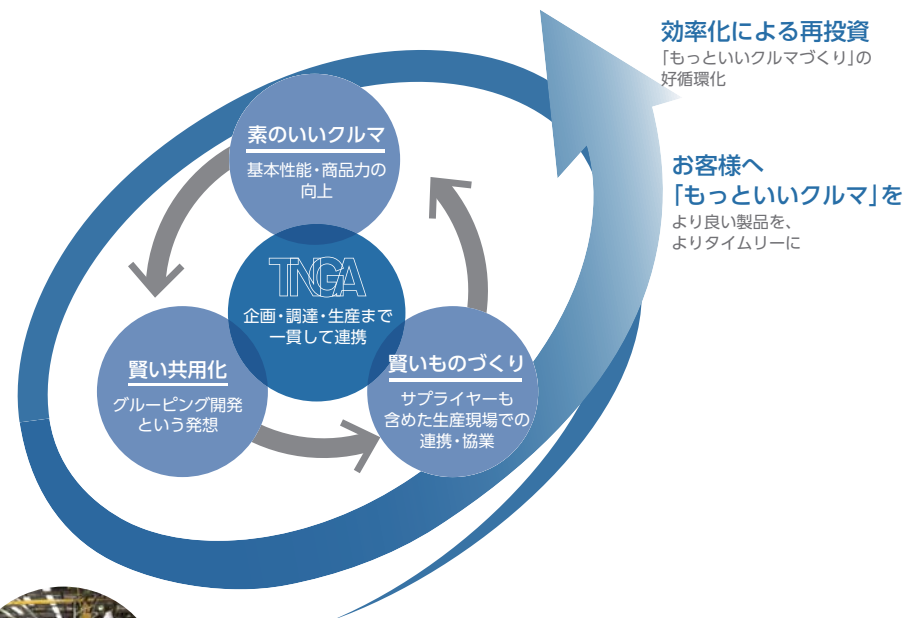 効率化による再投資
「もっといいクルマづくり」の
好循環化
お客様へ
「もっといいクルマ」を
より良い製品を、
よりタイムリーに
素のいいクルマ
基本性能・商品力の
向上
TNGA
企画・調達・生産まで
一貫して連携
賢い共用化
グルーピング開発
という発想
賢いものづくり
サプライヤーも
含めた生産現場での
連携・協業